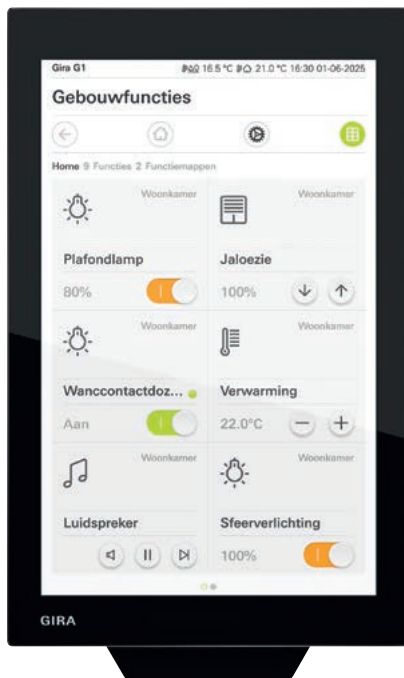 Gira G1 16.5 °C 21.0 °C 16:30 01-06-2025
Gebouwfuncties
Home 9 Functies 2 Functiemappen
Woonkamer Woonkamer
Plafondlamp Jaloezie
80% 100%
Woonkamer Woonkamer
Wanccontactdoz... Verwarming
Aan 22.0°C
Woonkamer Woonkamer
Luidspreker Sfeerverlichting
100%
GIRA